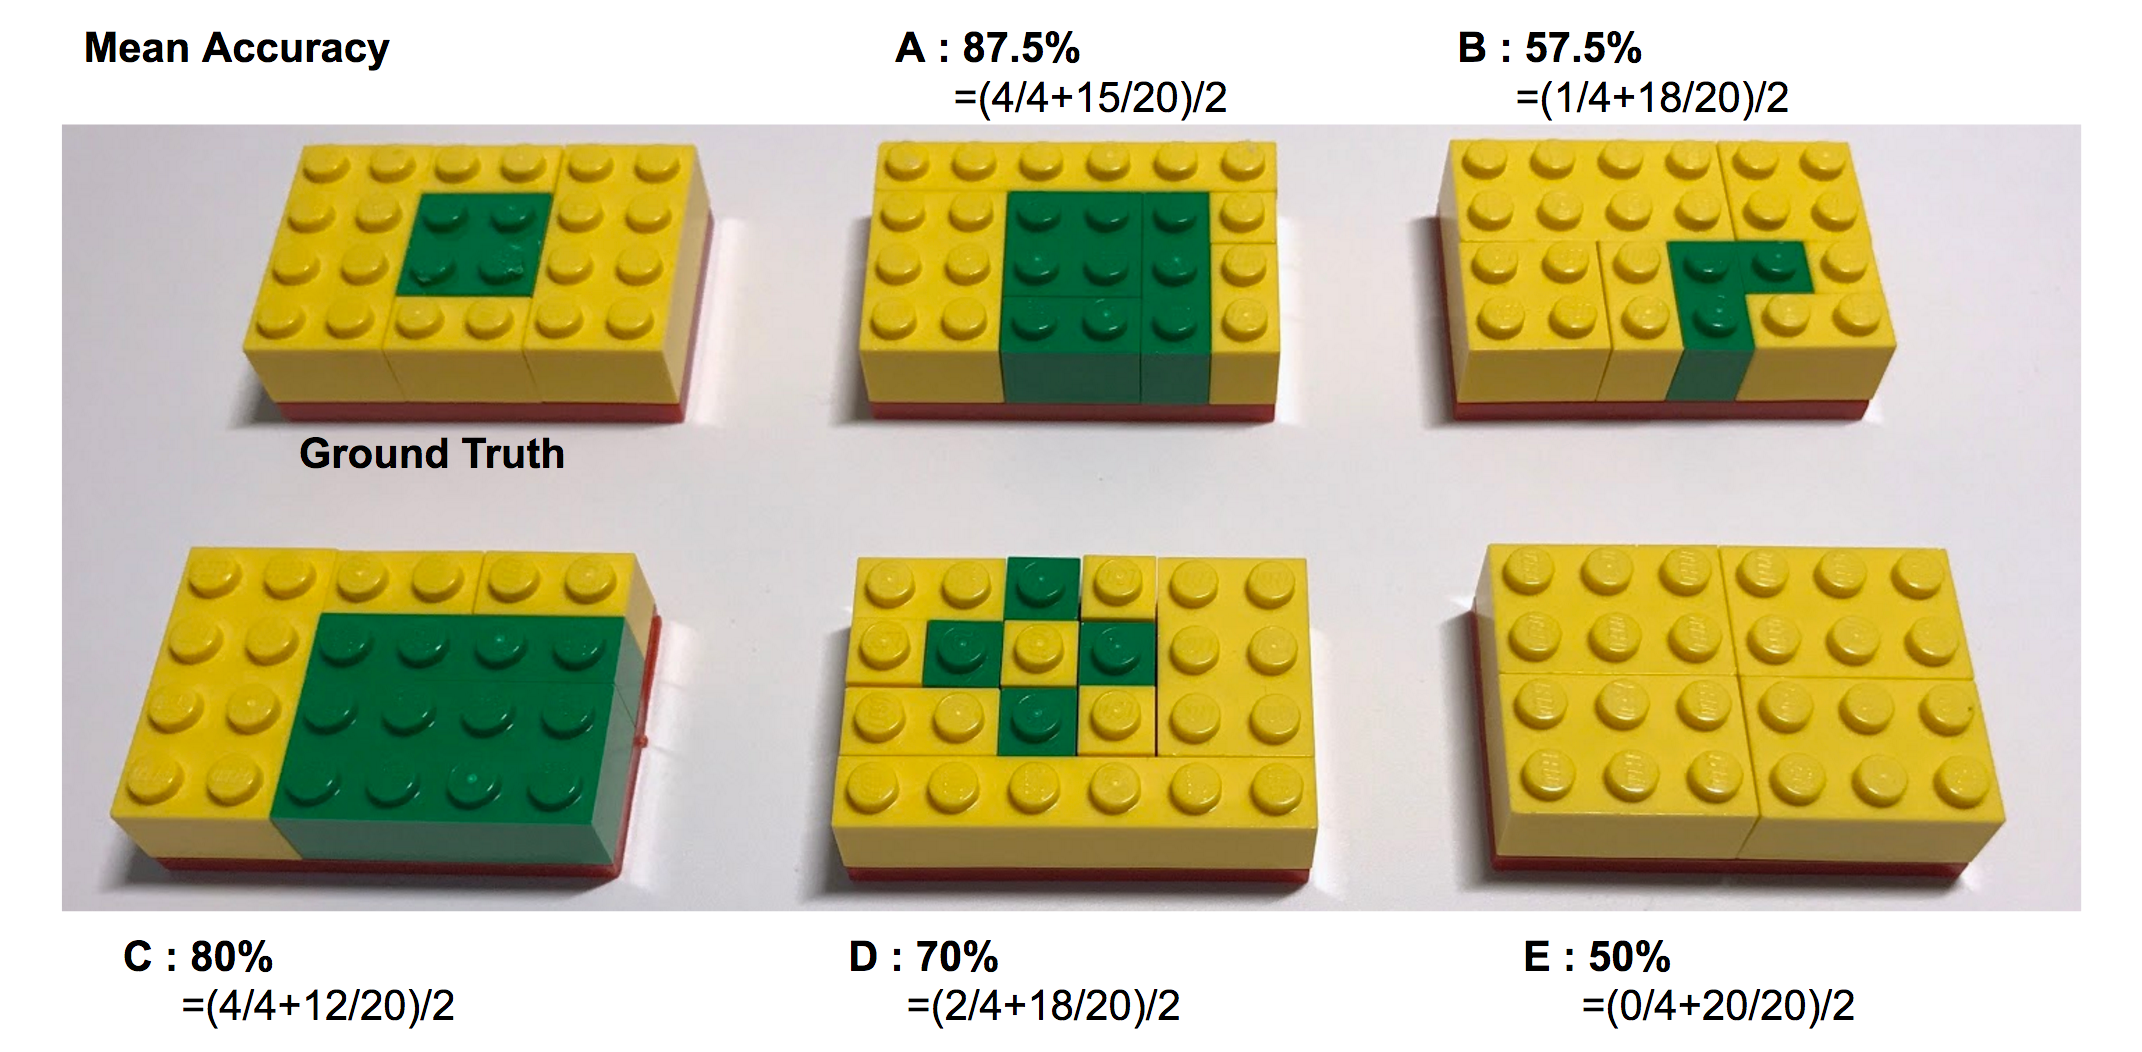 Mean Accuracy
A : 87.5%
=(4/4+15/20)/2
B : 57.5%
=(1/4+18/20)/2
Ground Truth
C : 80%
=(4/4+12/20)/2
D : 70%
=(2/4+18/20)/2
E : 50%
=(0/4+20/20)/2